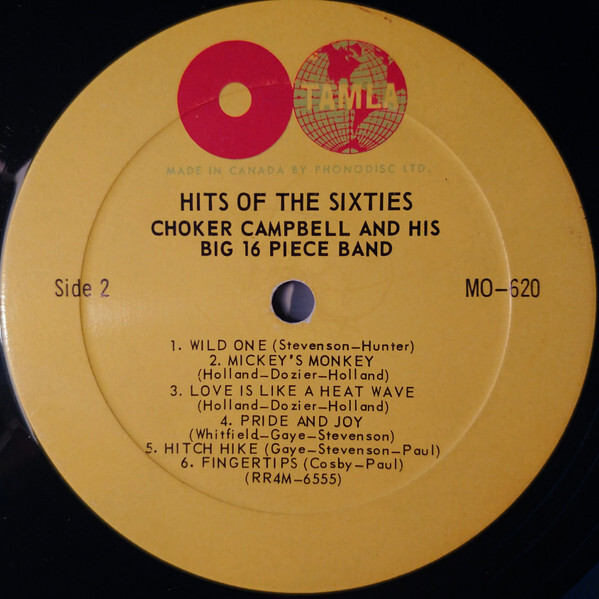 TAMLA
MADE IN CANADA BY PHONODISC LTD.
HITS OF THE SIXTIES
CHOKER CAMPBELL AND HIS
BIG 16 PIECE BAND
Side 2
MO-620
1. WILD ONE (Stevenson-Hunter)
2. MICKEY'S MONKEY
(Holland-Dozier-Holland)
3. LOVE IS LIKE A HEAT WAVE
(Holland-Dozier-Holland)
4. PRIDE AND JOY
(Whitfield-Gaye-Stevenson)
5. HITCH HIKE (Gaye-Stevenson-Paul)
6. FINGERTIPS (Cosby-Paul)
(RR4M-6555)